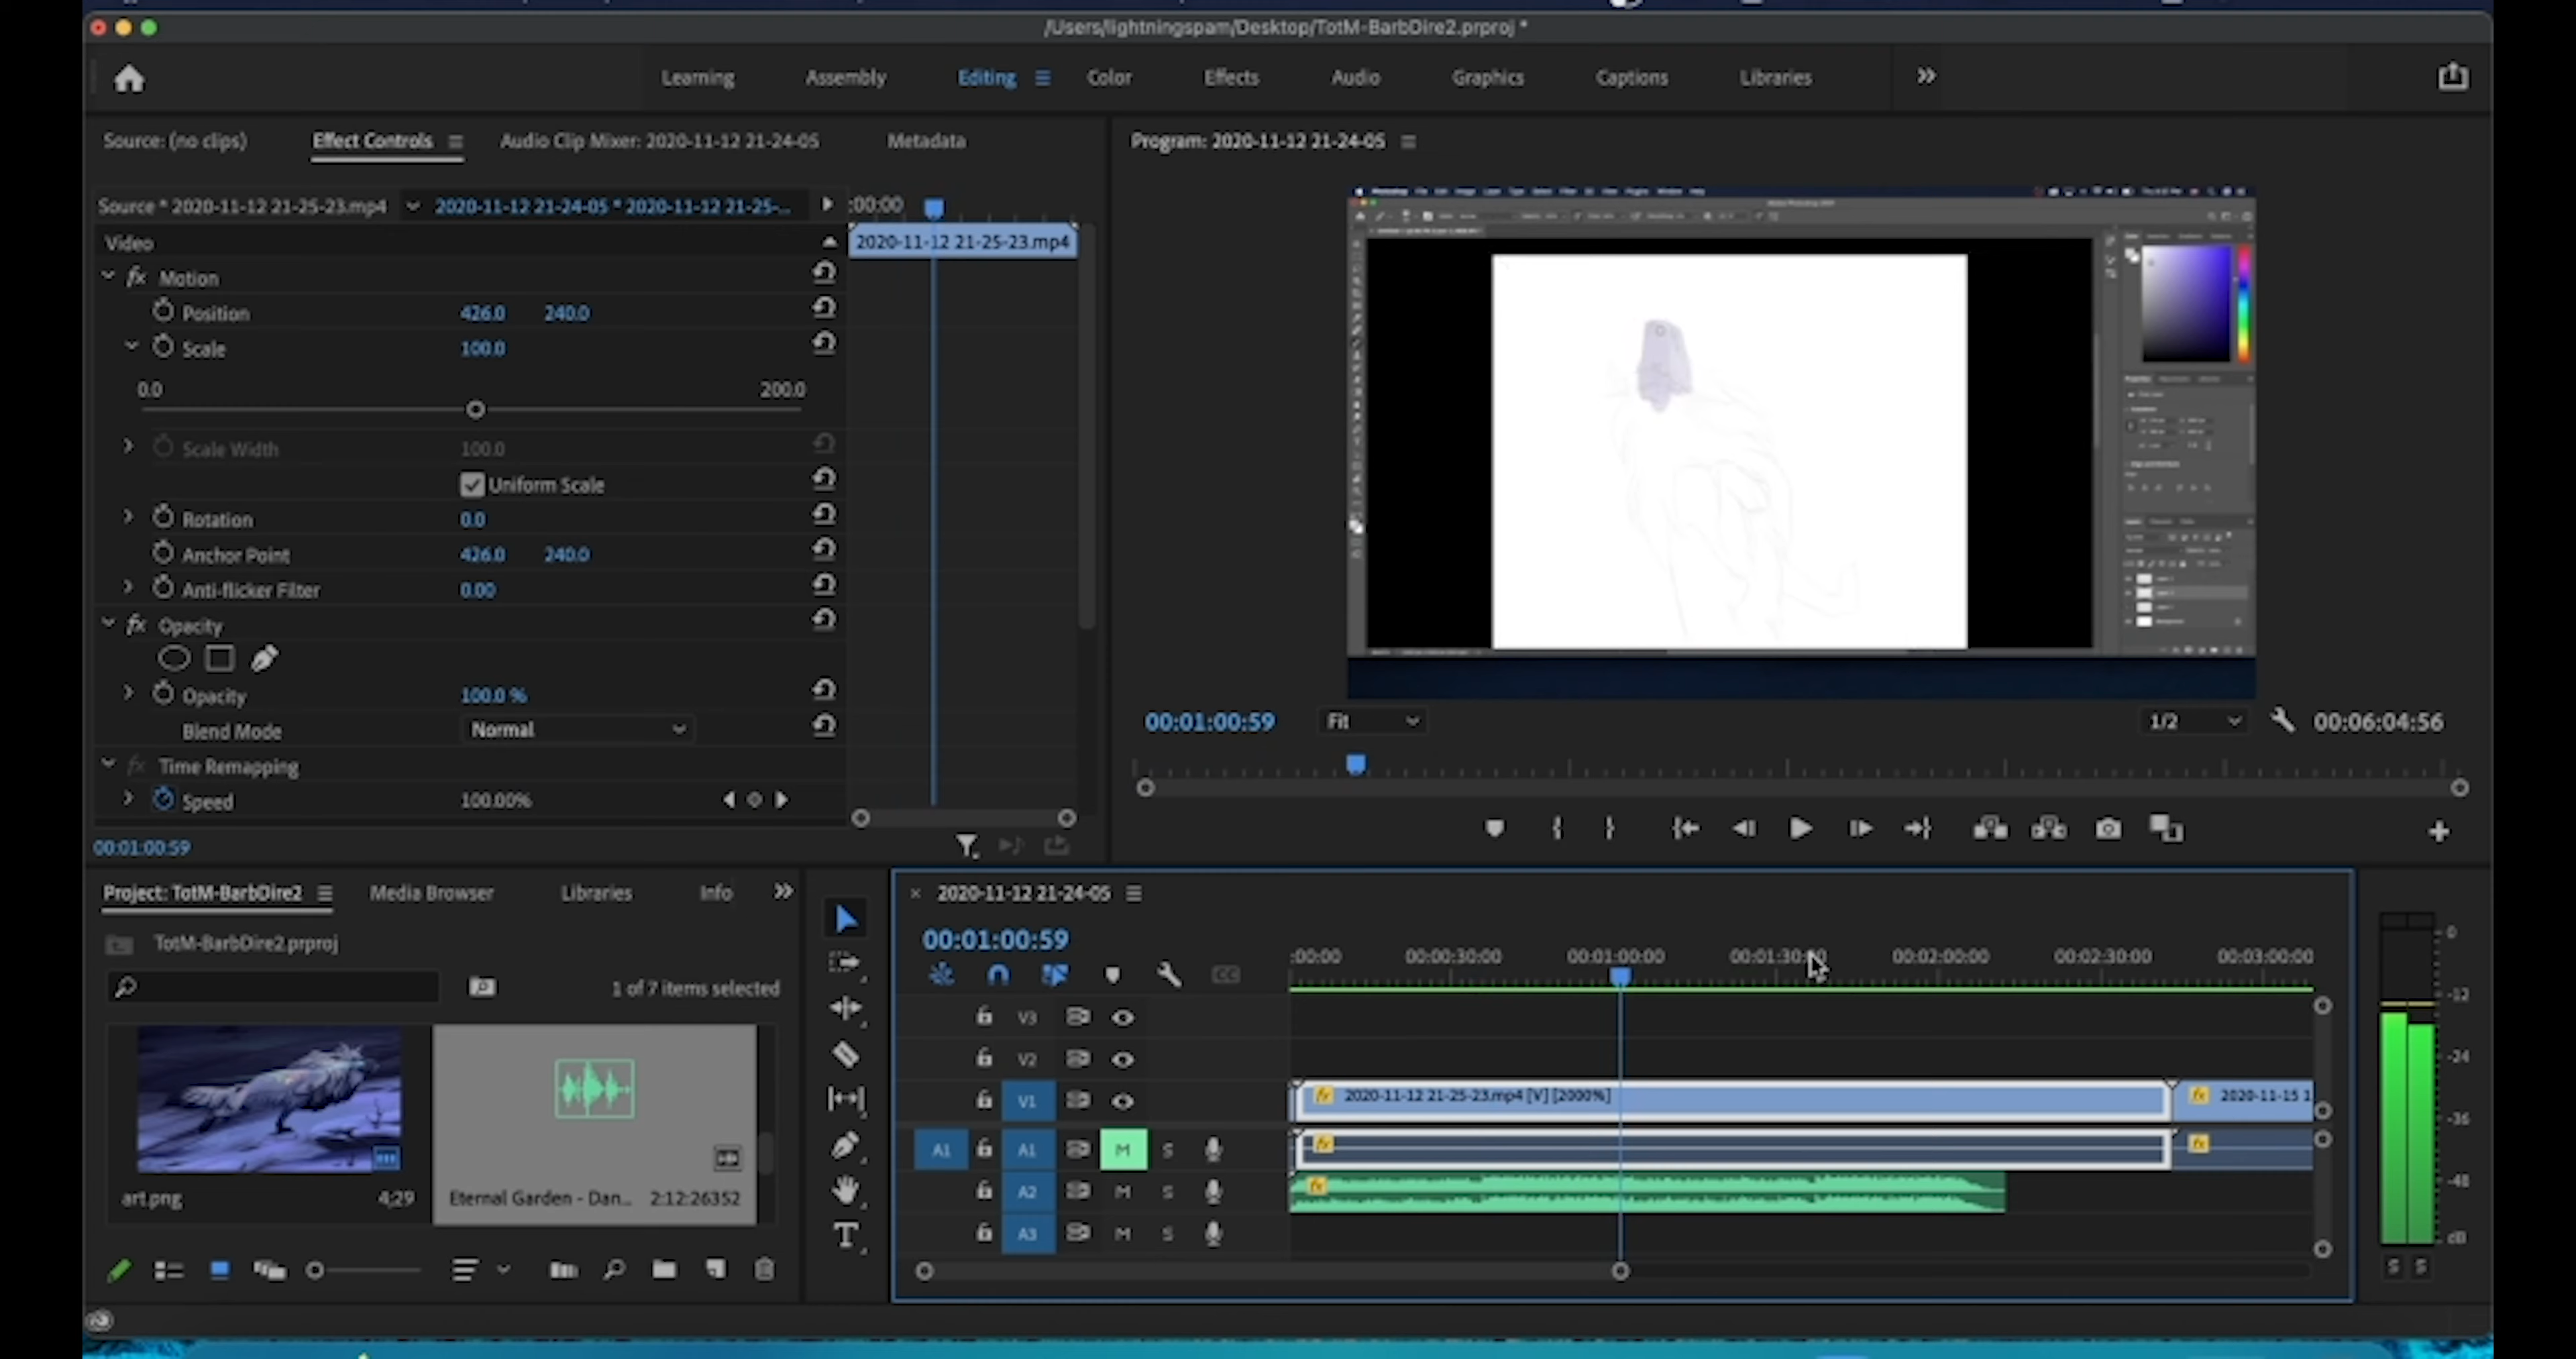 /Users/lightningspam/Desktop/TotM-BarbDire2.prproj *
Learning Assembly Editing Color Effects Audio Graphics Captions Libraries
Source: (no clips) Effect Controls Audio Clip Mixer: 2020-11-12 21-24-05 Metadata
Program: 2020-11-12 21-24-05
Source * 2020-11-12 21-25-23.mp4 2020-11-12 21-24-05 * 2020-11-12 21-25-... :00:00
Video 2020-11-12 21-25-23.mp4
fx Motion
Position 426.0 240.0
Scale 100.0
0.0 200.0
Scale Width 100.0
Uniform Scale
Rotation 0.0
Anchor Point 426.0 240.0
Anti-flicker Filter 0.00
fx Opacity
Opacity 100.0 %
Blend Mode Normal
fx Time Remapping
Speed 100.00%
00:01:00:59
00:01:00:59 Fit 1/2 00:06:04:56
Project: TotM-BarbDire2 Media Browser Libraries Info
TotM-BarbDire2.prproj
1 of 7 items selected
art.png 4;29
Eternal Garden - Dan... 2:12:26352
2020-11-12 21-24-05
00:01:00:59
:00:00 00:00:30:00 00:01:00:00 00:01:30:00 00:02:00:00 00:02:30:00 00:03:00:00
V3
V2
V1 fx 2020-11-12 21-25-23.mp4 [V] [2000%] fx 2020-11-15 1
A1 A1 M S fx fx
A2 M S fx
A3 M S
T
0
-12
-24
-36
-48
dB
S S